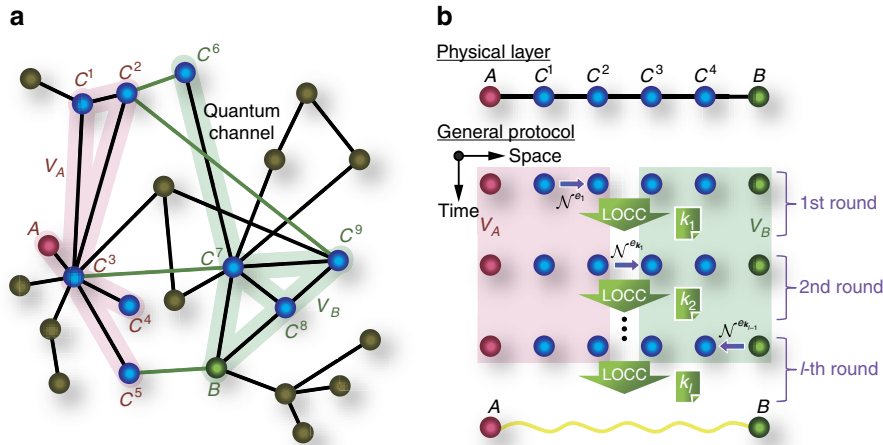 a
C⁶
C¹
C²
Quantum
channel
V_A
A
C³
C⁷
C⁹
V_B
C⁴
C⁸
C⁵
B
b
Physical layer
A C¹ C² C³ C⁴ B
General protocol
Space
Time
𝒩^{e₁}
V_A
LOCC
k₁
V_B
1st round
𝒩^{e_{k₁}}
LOCC
k₂
2nd round
𝒩^{e_{k_{l−1}}}
LOCC
k_l
l-th round
A B